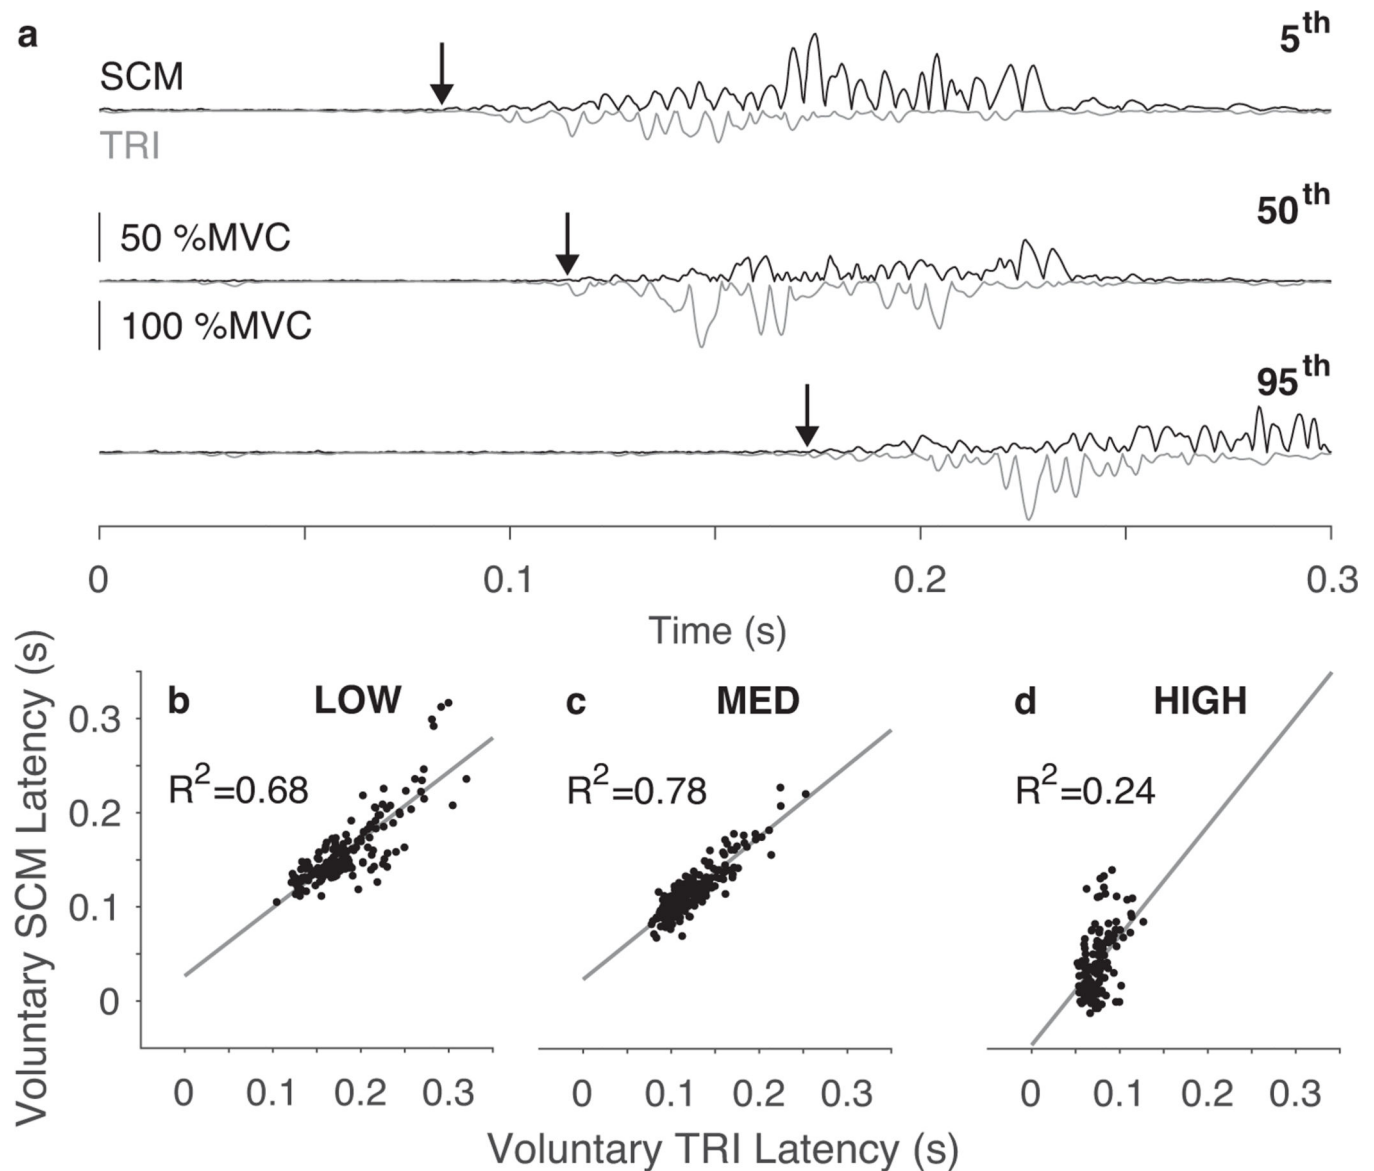 a
5th
SCM
TRI
50th
50 %MVC
100 %MVC
95th
0 0.1 0.2 0.3
Time (s)
Voluntary SCM Latency (s)
0.3
0.2
0.1
0
b LOW
R2=0.68
c MED
R2=0.78
d HIGH
R2=0.24
0 0.1 0.2 0.3
0 0.1 0.2 0.3
0 0.1 0.2 0.3
Voluntary TRI Latency (s)